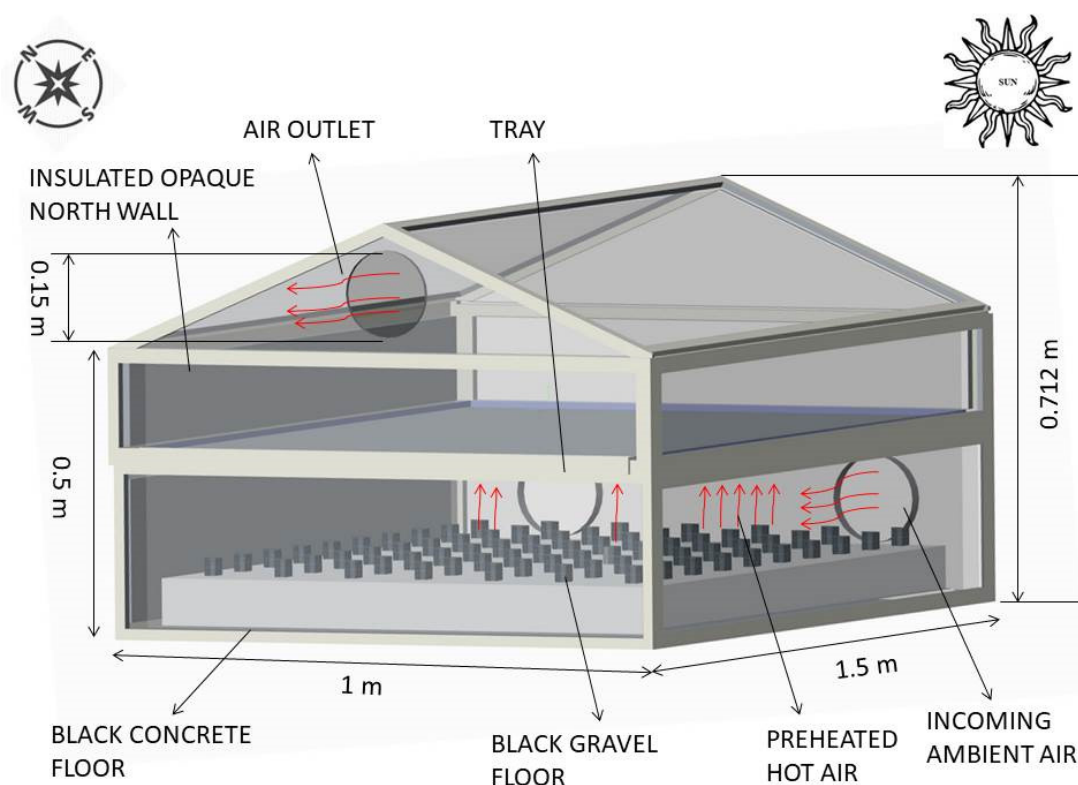 N
E
W
S
SUN
AIR OUTLET
TRAY
INSULATED OPAQUE
NORTH WALL
0.15 m
0.5 m
0.712 m
1 m
1.5 m
BLACK CONCRETE
FLOOR
BLACK GRAVEL
FLOOR
PREHEATED
HOT AIR
INCOMING
AMBIENT AIR